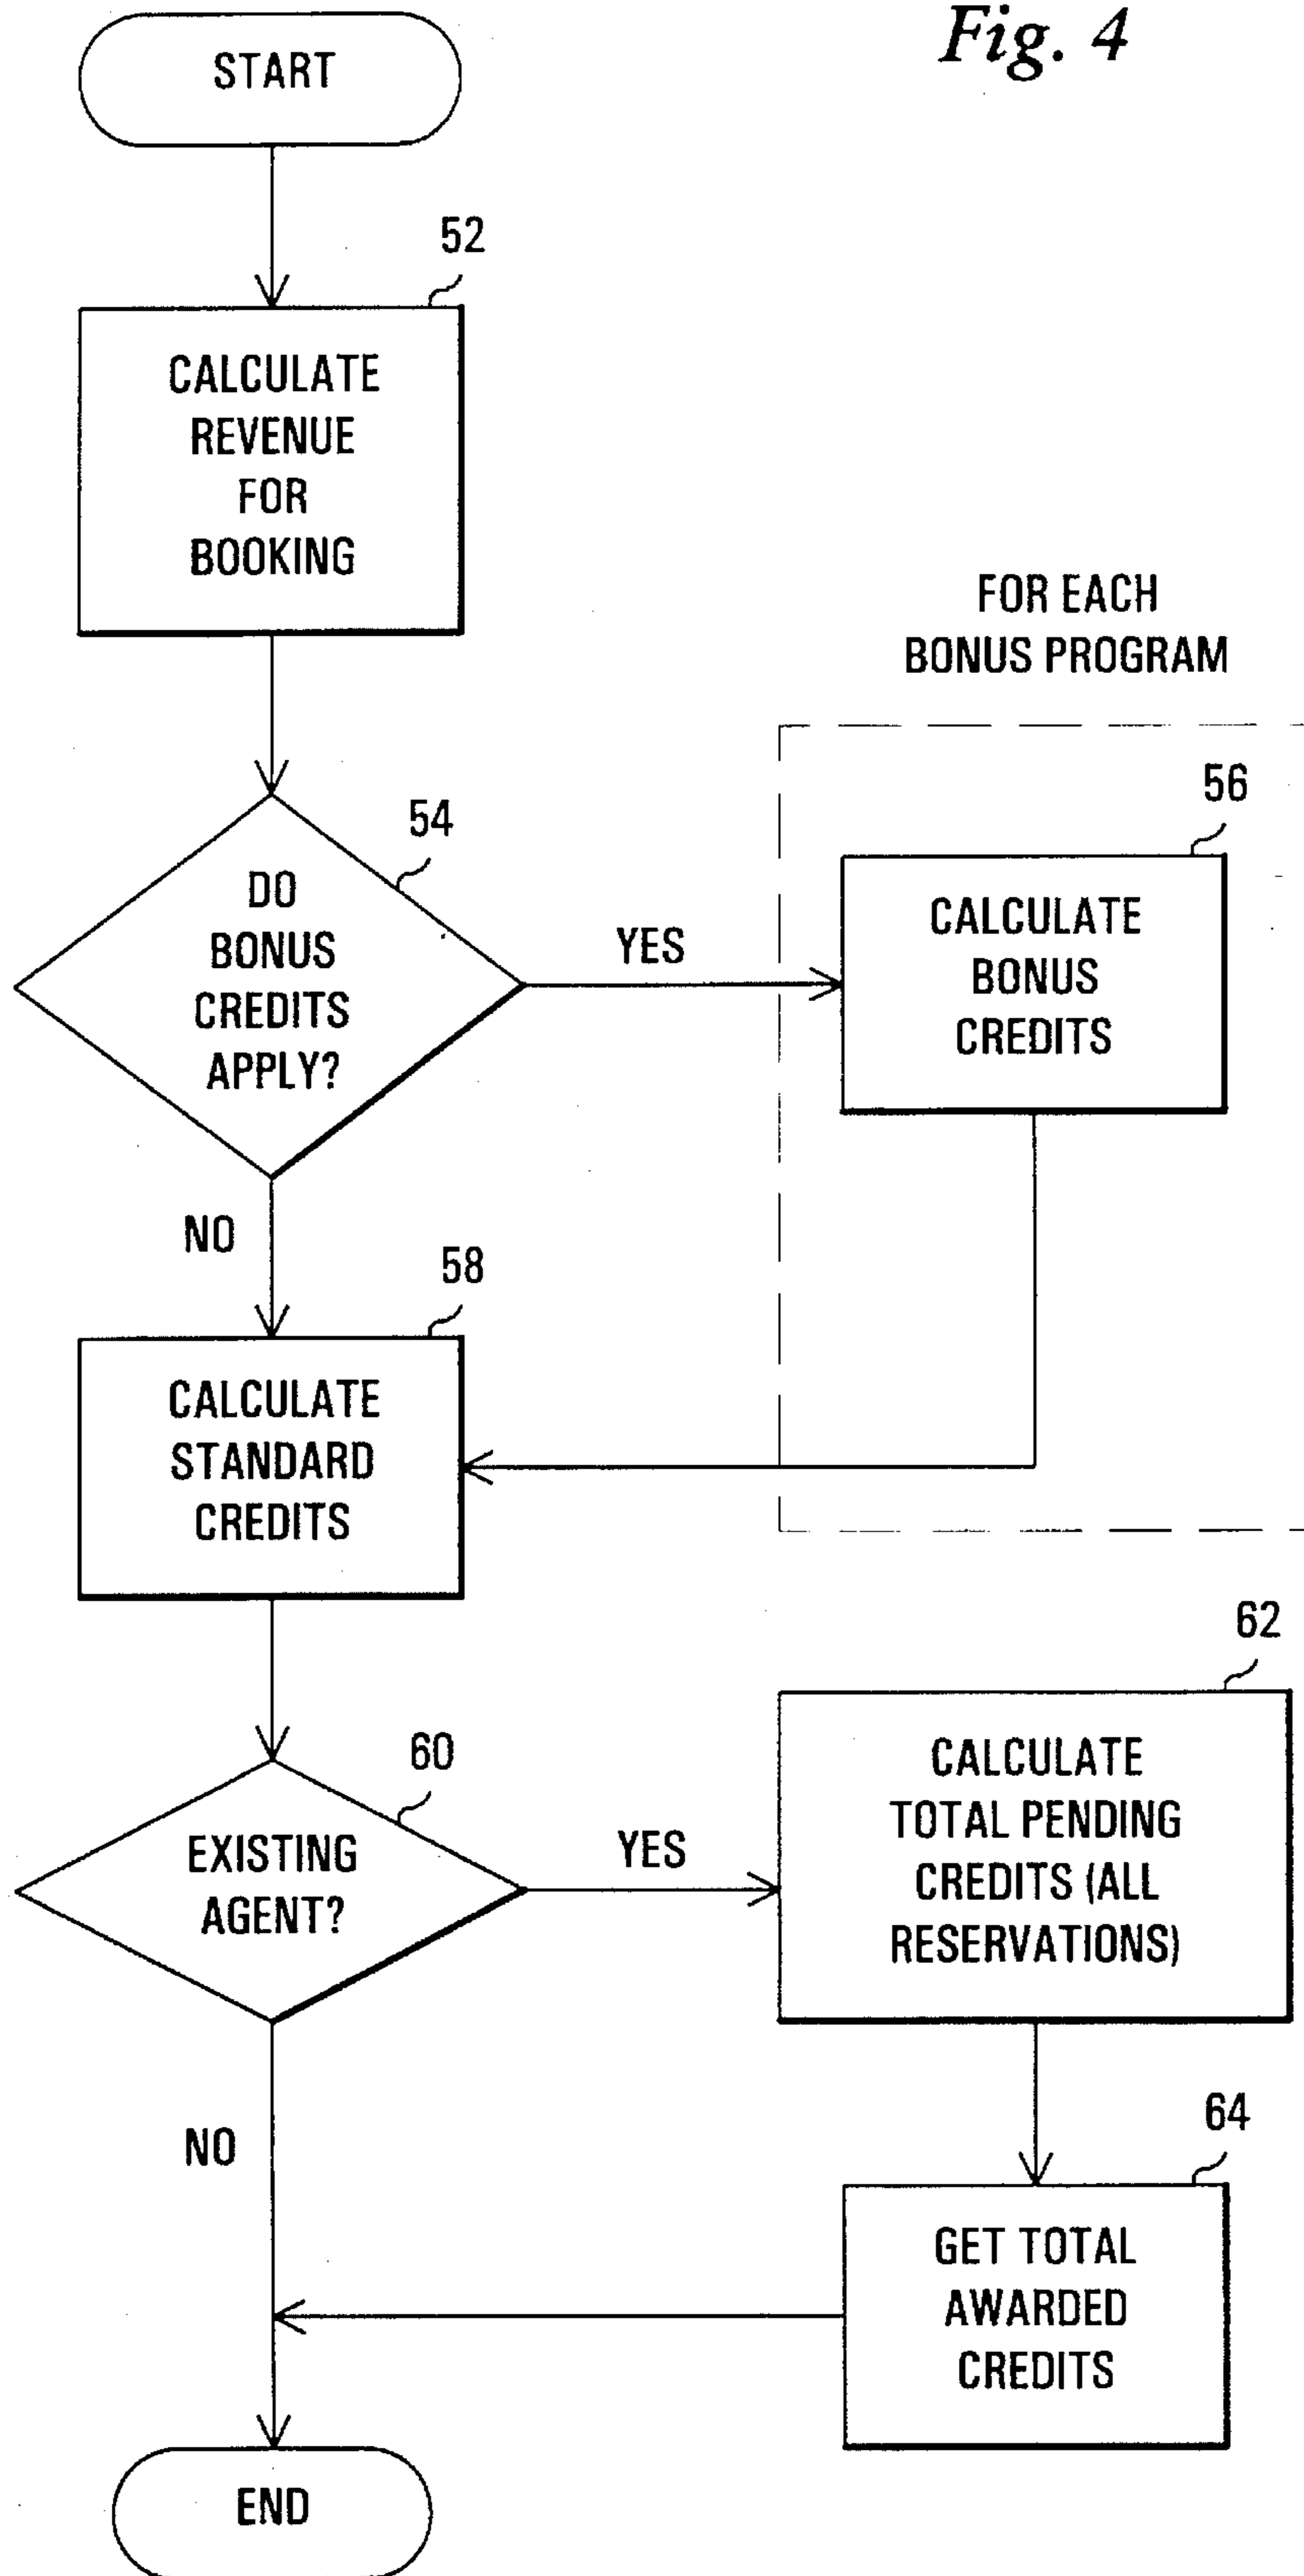 Fig. 4
START
52
CALCULATE
REVENUE
FOR
BOOKING
FOR EACH
BONUS PROGRAM
54
DO
BONUS
CREDITS
APPLY?
YES
56
CALCULATE
BONUS
CREDITS
NO
58
CALCULATE
STANDARD
CREDITS
60
EXISTING
AGENT?
YES
62
CALCULATE
TOTAL PENDING
CREDITS (ALL
RESERVATIONS)
NO
64
GET TOTAL
AWARDED
CREDITS
END